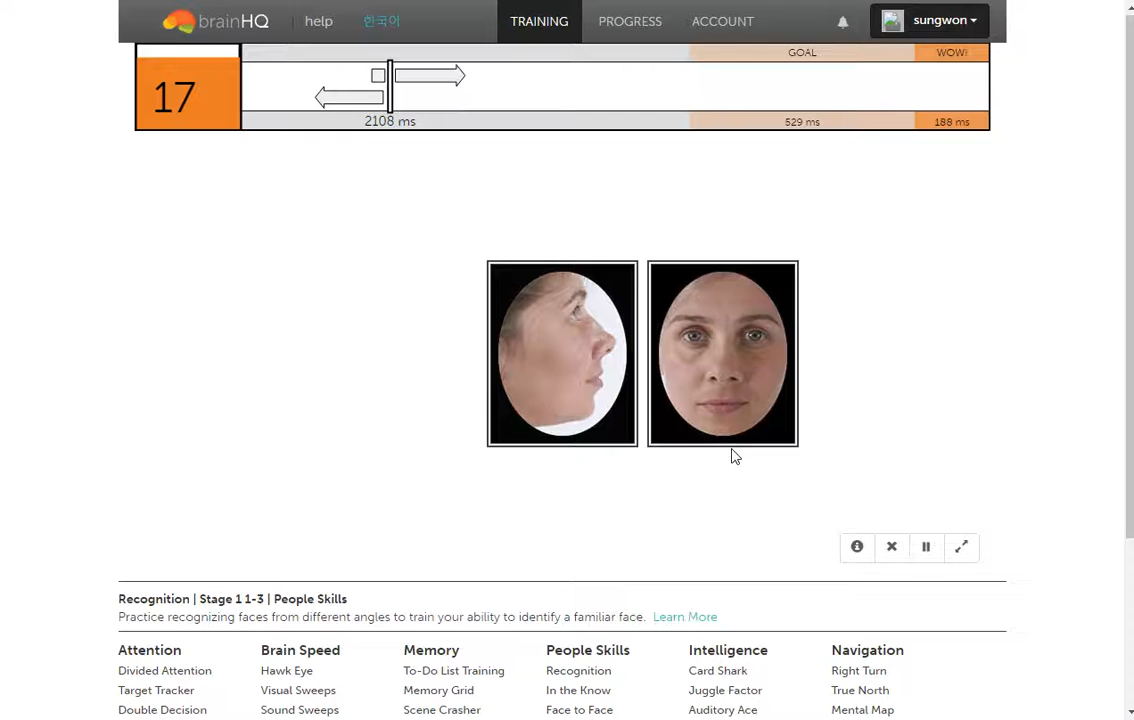 brainHQ help 한국어 TRAINING PROGRESS ACCOUNT sungwon
GOAL WOW!
17
2108 ms 529 ms 188 ms
Recognition | Stage 1 1-3 | People Skills
Practice recognizing faces from different angles to train your ability to identify a familiar face. Learn More
Attention Brain Speed Memory People Skills Intelligence Navigation
Divided Attention Hawk Eye To-Do List Training Recognition Card Shark Right Turn
Target Tracker Visual Sweeps Memory Grid In the Know Juggle Factor True North
Double Decision Sound Sweeps Scene Crasher Face to Face Auditory Ace Mental Map